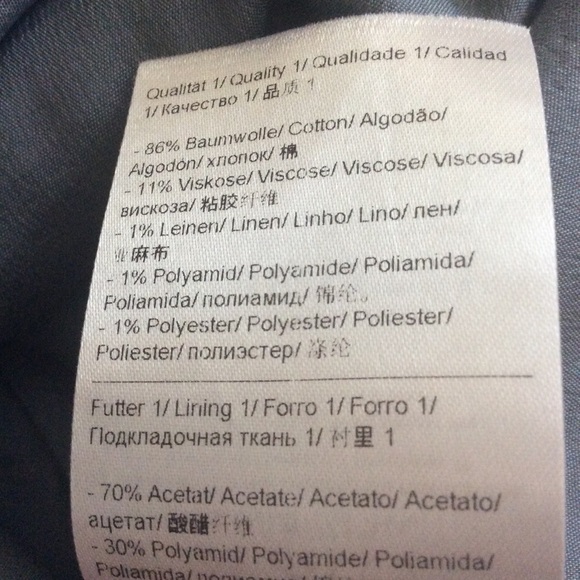 Qualität 1/ Quality 1/ Qualidade 1/ Calidad
1/ Качество 1/ 品质 1
- 86% Baumwolle/ Cotton/ Algodão/
Algodón/ хлопок/ 棉
- 11% Viskose/ Viscose/ Viscose/ Viscosa/
вискоза/ 粘胶纤维
- 1% Leinen/ Linen/ Linho/ Lino/ лен/
亚麻布
- 1% Polyamid/ Polyamide/ Poliamida/
Poliamida/ полиамид/ 锦纶。
- 1% Polyester/ Polyester/ Poliester/
Poliester/ полиэстер/ 涤纶
Futter 1/ Lining 1/ Forro 1/ Forro 1/
Подкладочная ткань 1/ 衬里 1
- 70% Acetat/ Acetate/ Acetato/ Acetato/
ацетат/ 酸醋纤维
- 30% Polyamid/ Polyamide/ Poliamida/
Poliamida/ полиамид/